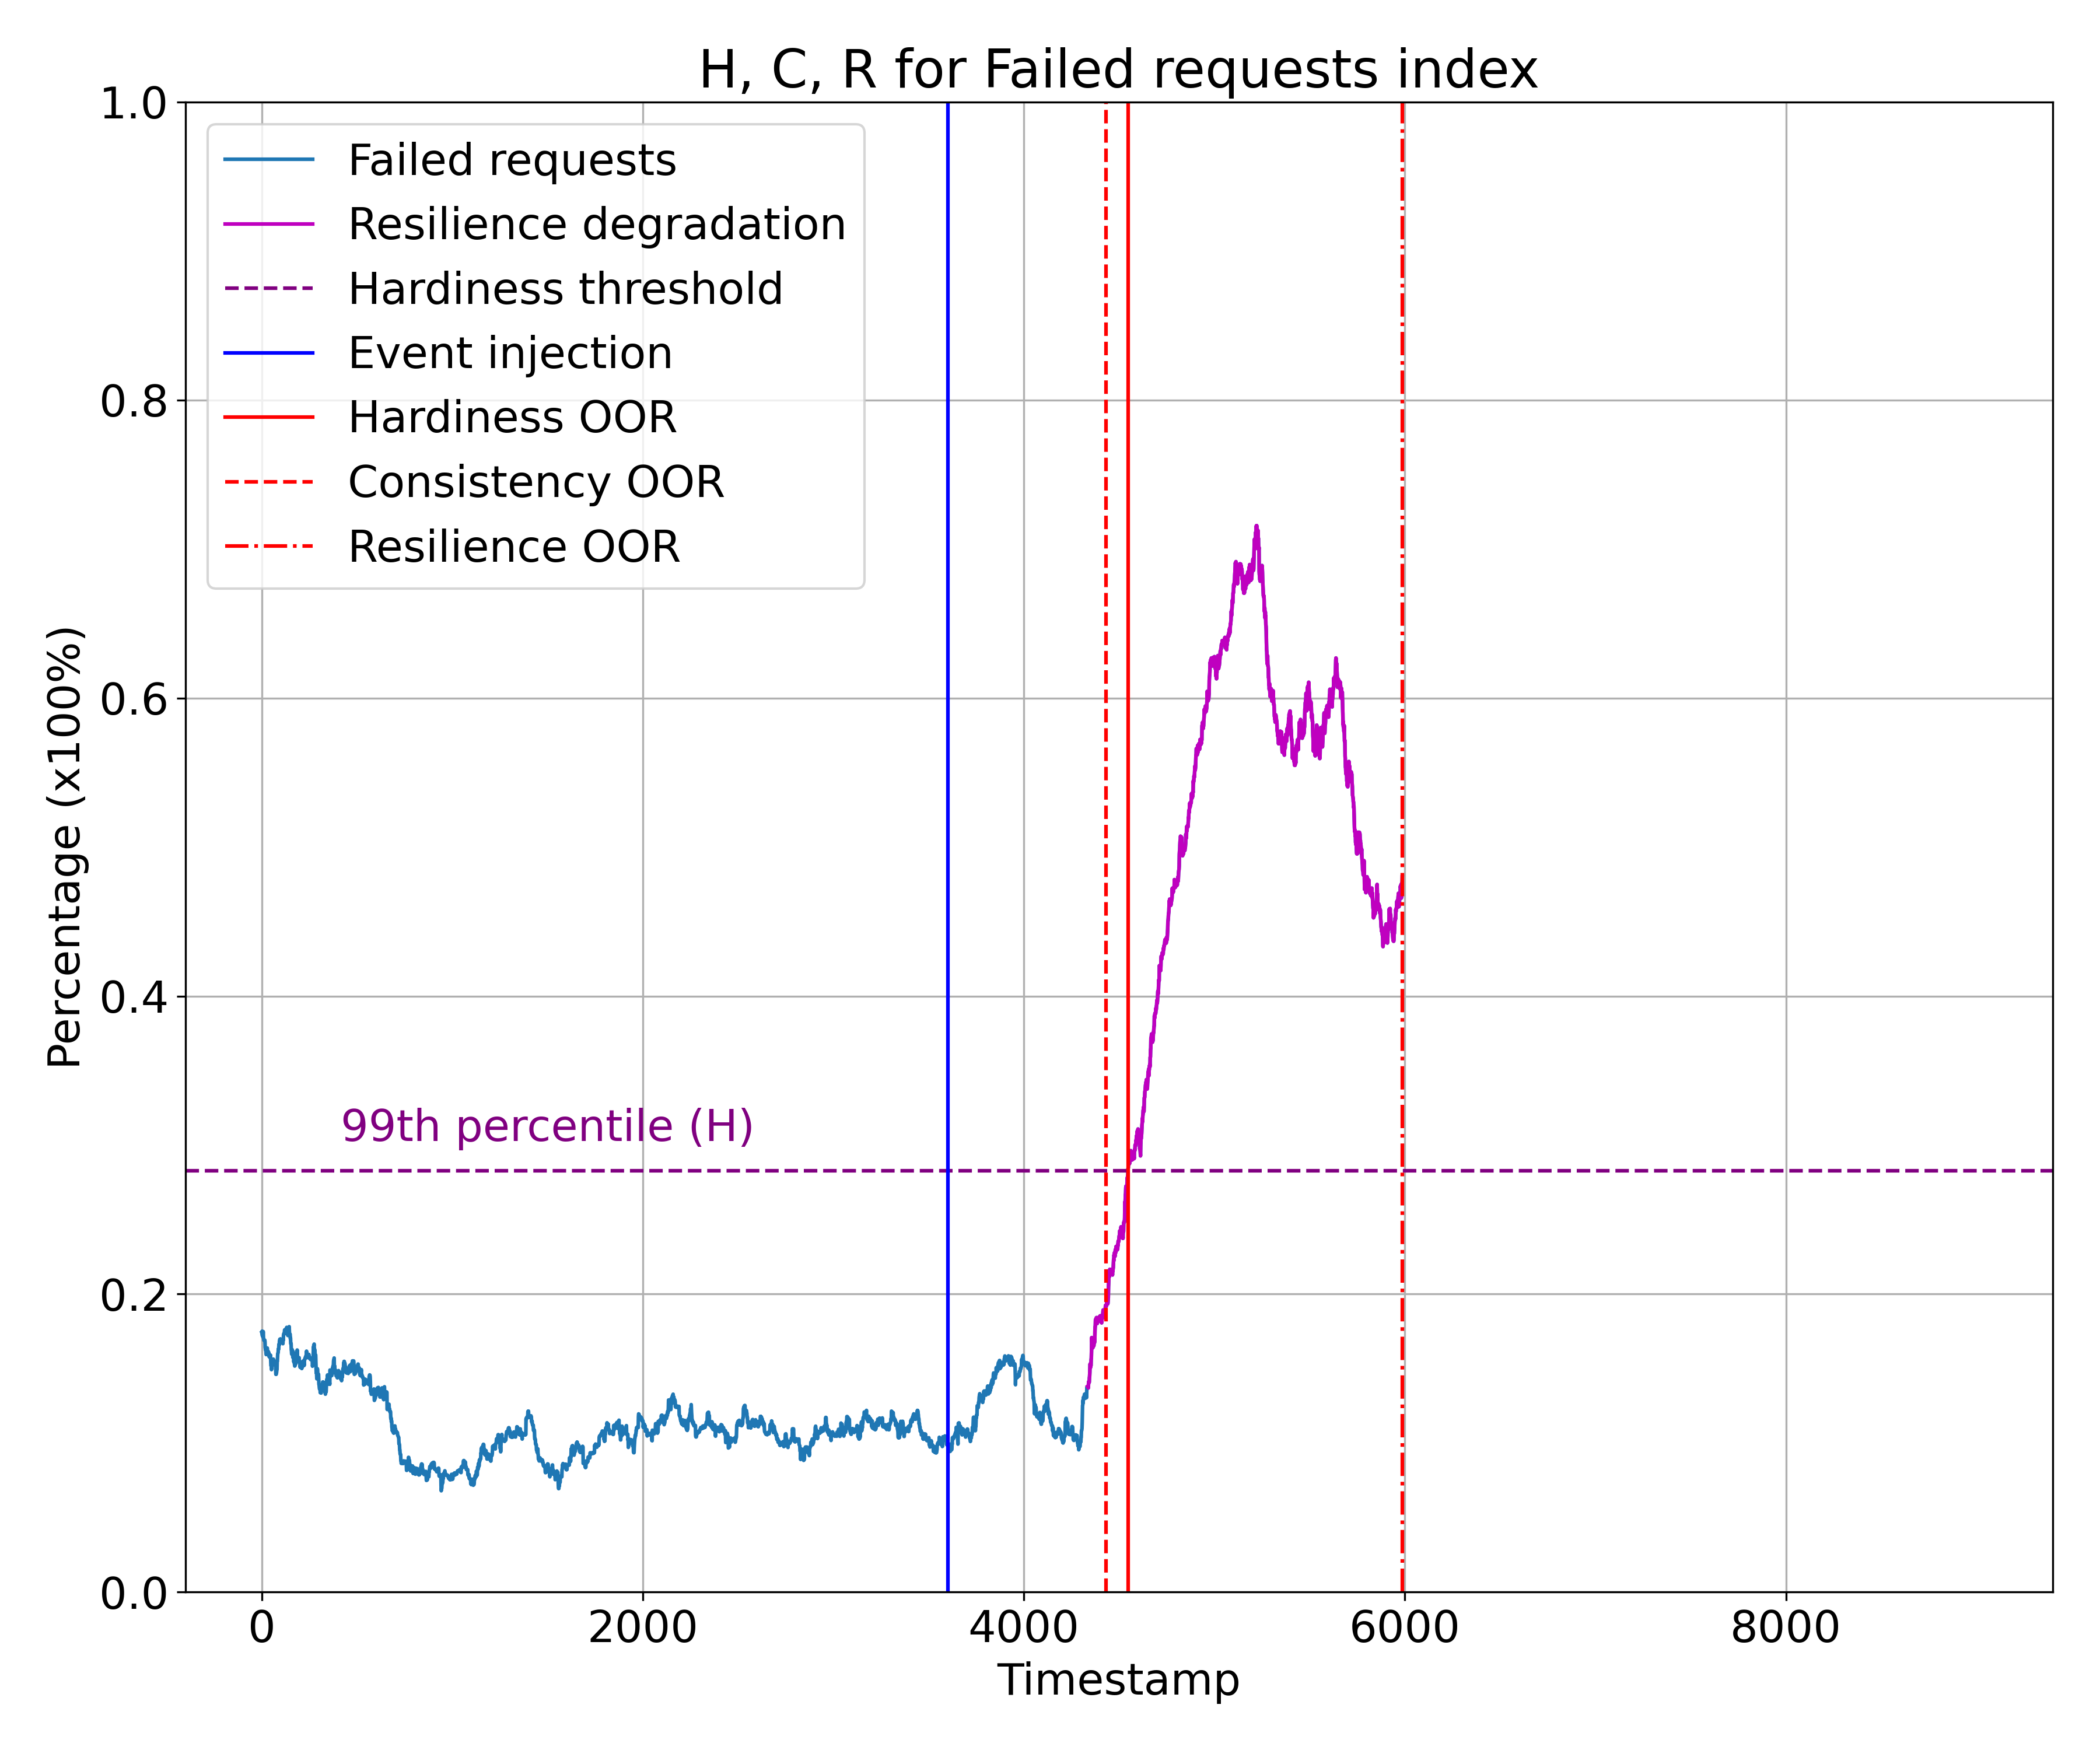 H, C, R for Failed requests index
1.0
0.8
0.6
0.4
0.2
0.0
Percentage (x100%)
Failed requests
Resilience degradation
Hardiness threshold
Event injection
Hardiness OOR
Consistency OOR
Resilience OOR
99th percentile (H)
0 2000 4000 6000 8000
Timestamp